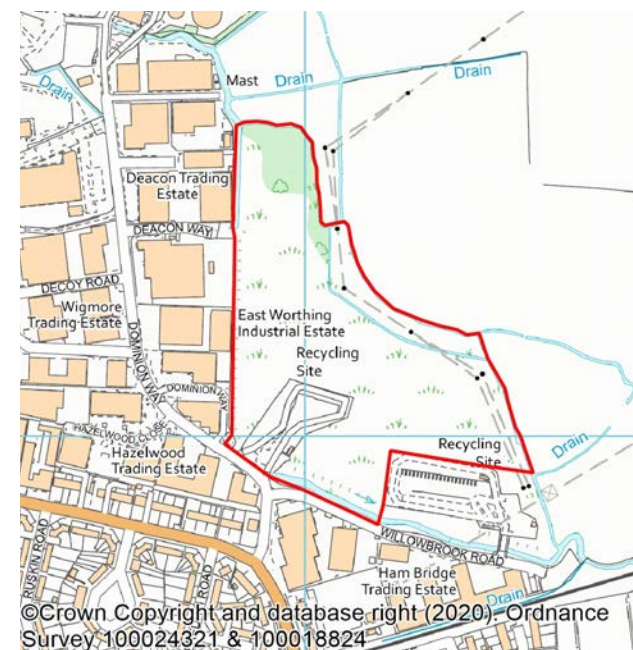 Mast
Drain
Drain
Drain
Deacon Trading
Estate
DEACON WAY
DECOY ROAD
Wigmore
Trading Estate
East Worthing
Industrial Estate
DOMINION WAY
Recycling
Site
DOMINION WAY
HAZELWOOD CLOSE
Hazelwood
Trading Estate
Recycling
Site
Drain
WILLOWBROOK ROAD
RUSKIN ROAD
ROAD
Ham Bridge
Trading Estate
Drain
©Crown Copyright and database right (2020). Ordnance
Survey 100024321 & 100018824